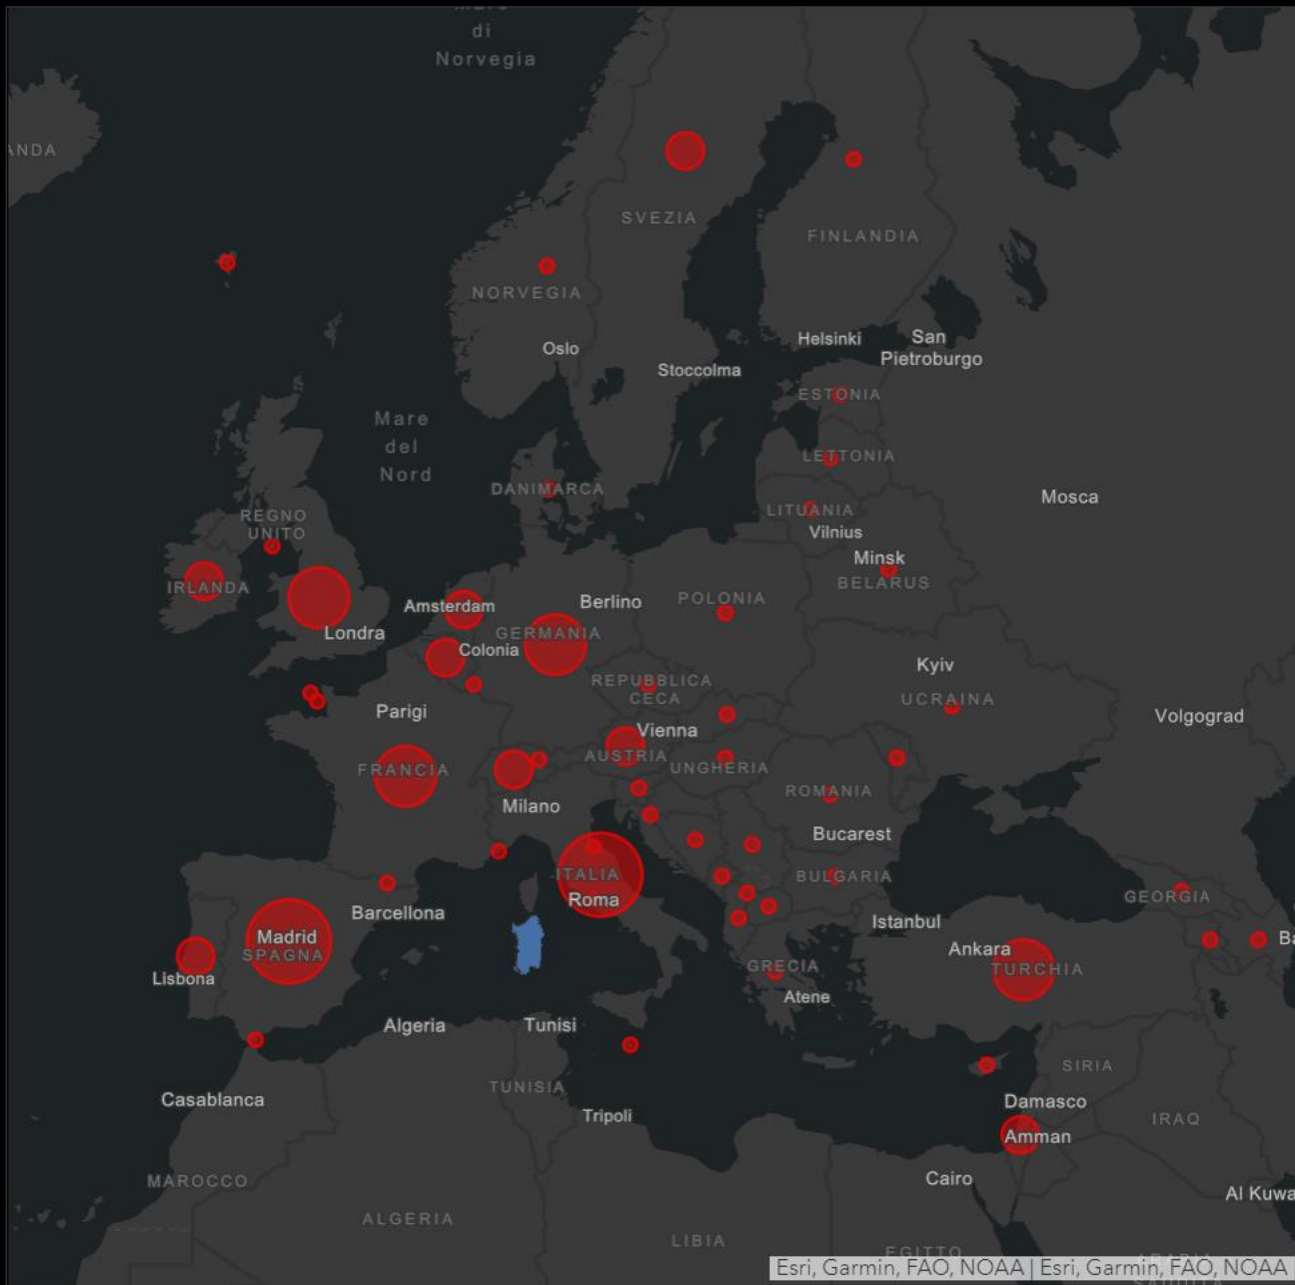 di
Norvegia
ANDA
SVEZIA
FINLANDIA
NORVEGIA
Helsinki
San
Pietroburgo
Oslo
Stoccolma
ESTONIA
Mare
del
Nord
LETTONIA
DANIMARCA
Mosca
LITUANIA
REGNO
UNITO
Vilnius
Minsk
BELARUS
IRLANDA
Amsterdam
Berlino
POLONIA
Londra
GERMANIA
Colonia
Kyiv
REPUBBLICA
CECA
UCRAINA
Parigi
Volgograd
Vienna
AUSTRIA
UNGHERIA
FRANCIA
ROMANIA
Milano
Bucarest
ITALIA
BULGARIA
GEORGIA
Roma
Barcellona
Istanbul
Madrid
SPAGNA
Ankara
TURCHIA
Ba
Lisbona
GRECIA
Atene
Algeria
Tunisi
SIRIA
TUNISIA
Casablanca
Damasco
Tripoli
IRAQ
Amman
MAROCCO
Cairo
Al Kuwa
ALGERIA
LIBIA
EGITTO
Esri, Garmin, FAO, NOAA | Esri, Garmin, FAO, NOAA